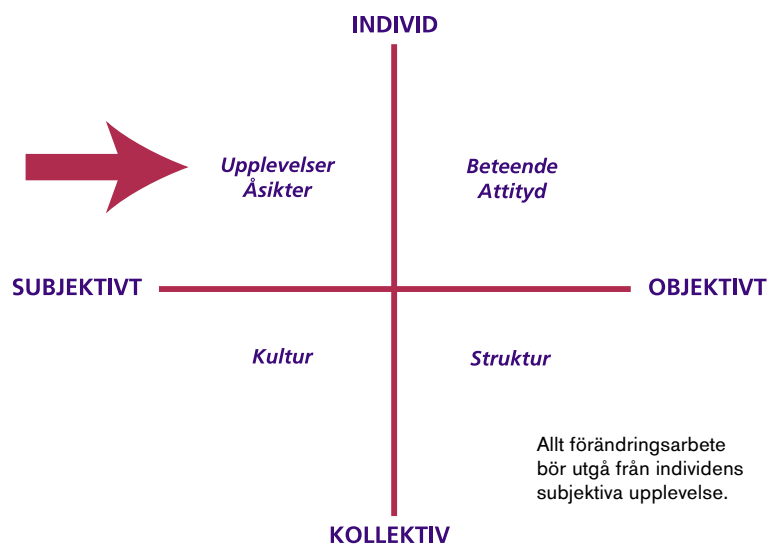 INDIVID
Upplevelser
Åsikter
Beteende
Attityd
SUBJEKTIVT
OBJEKTIVT
Kultur
Struktur
Allt förändringsarbete
bör utgå från individens
subjektiva upplevelse.
KOLLEKTIV